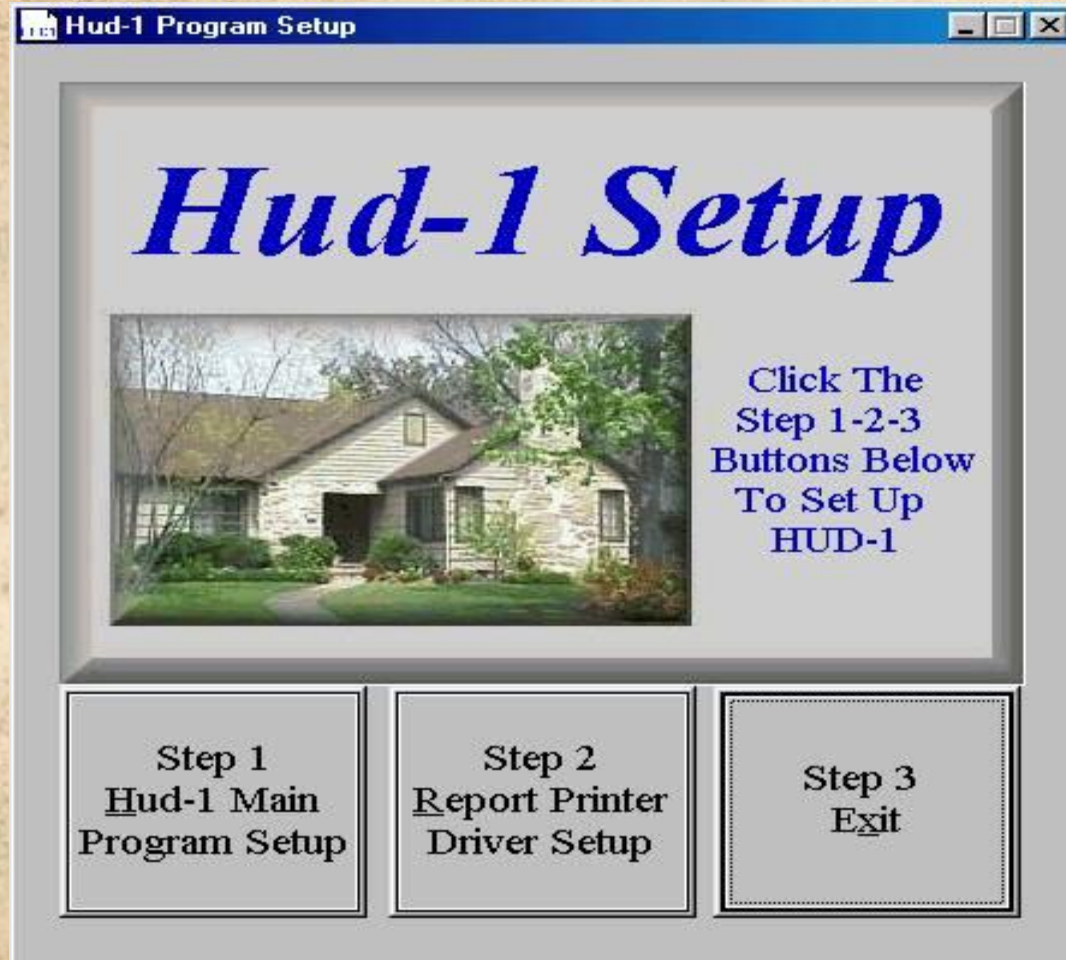 Hud-1 Program Setup
Hud-1 Setup
Click The
Step 1-2-3
Buttons Below
To Set Up
HUD-1
Step 1
Hud-1 Main
Program Setup
Step 2
Report Printer
Driver Setup
Step 3
Exit